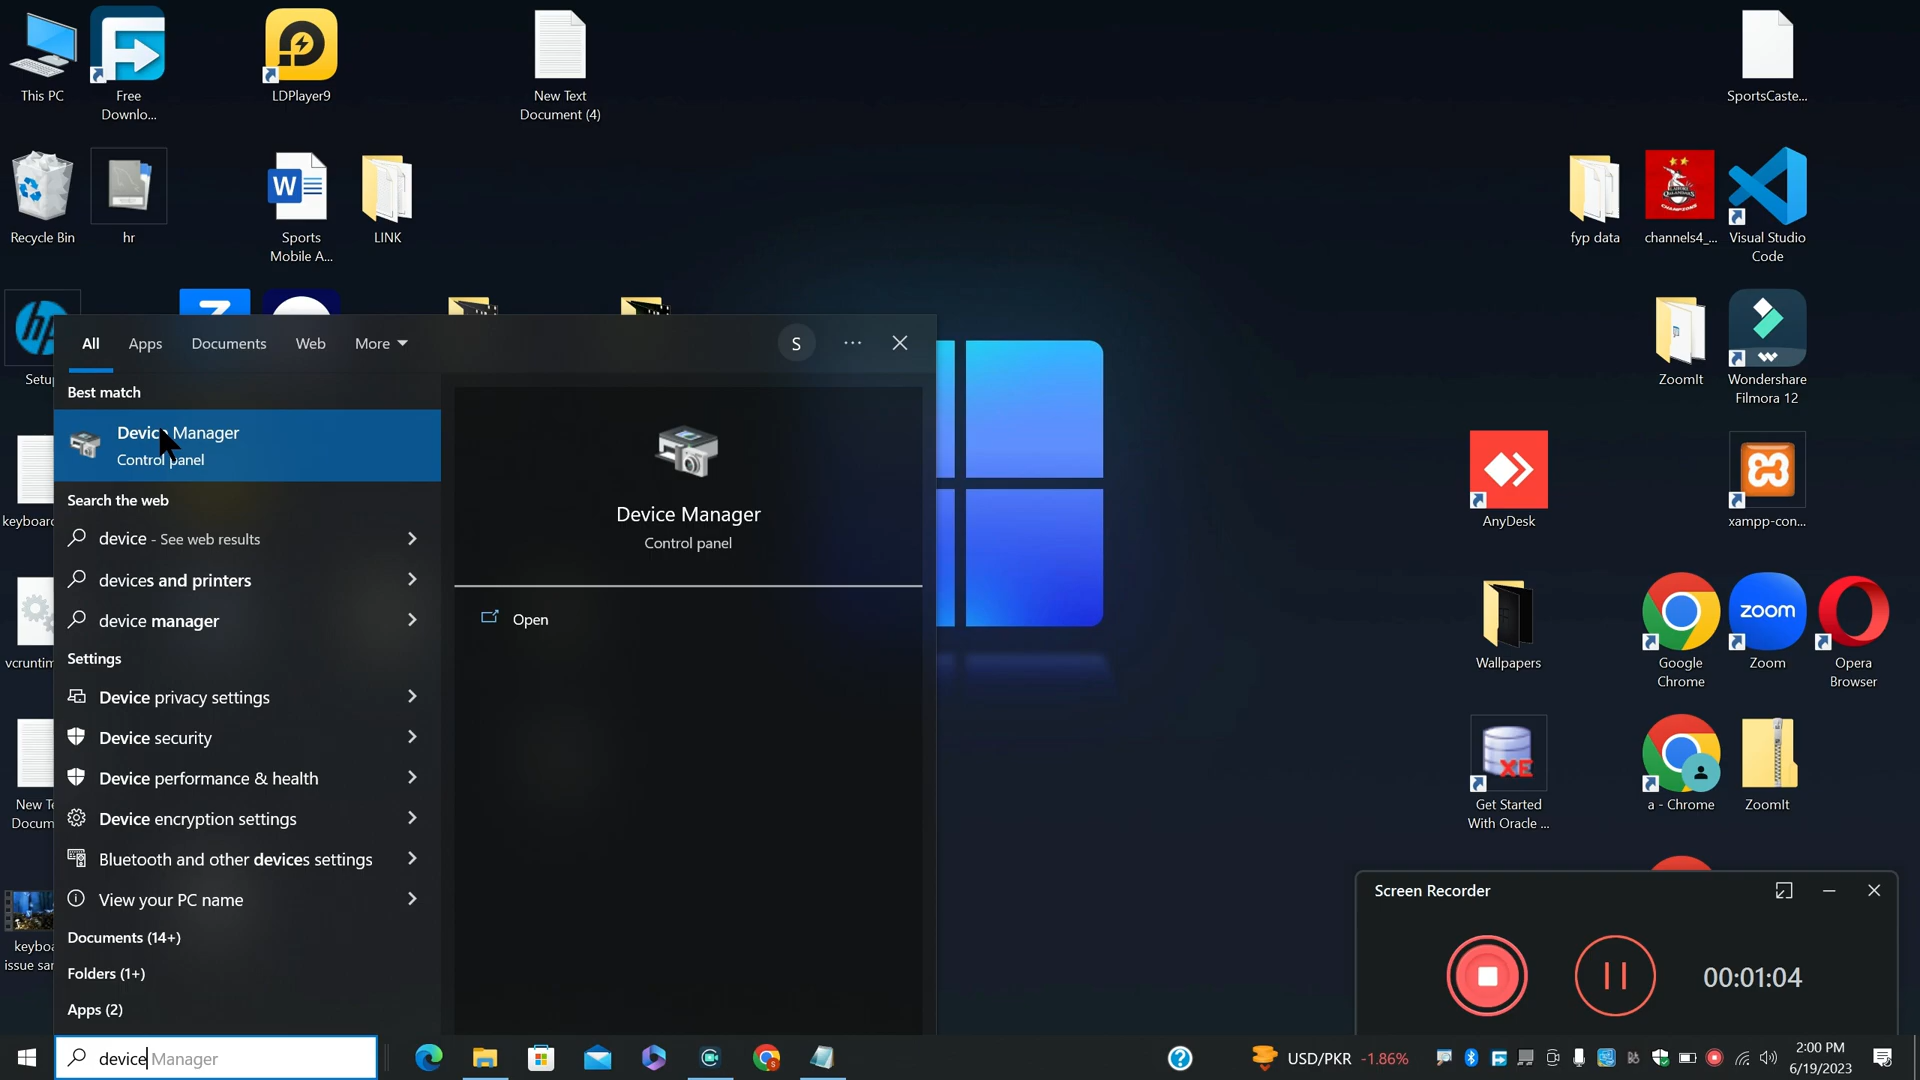 This PC
Free
Downlo...
LDPlayer9
New Text
Document (4)
SportsCaste...
Recycle Bin
hr
Sports
Mobile A...
LINK
fyp data
channels4_...
Visual Studio
Code
ZoomIt
Wondershare
Filmora 12
AnyDesk
xampp-con...
Wallpapers
Google
Chrome
zoom
Zoom
Opera
Browser
XE
Get Started
With Oracle ...
a - Chrome
ZoomIt
hp
Setu
keyboard
vcruntim
New Te
Docum
keyboa
issue sar
All
Apps
Documents
Web
More
S
Best match
Device Manager
Control panel
Search the web
device - See web results
devices and printers
device manager
Settings
Device privacy settings
Device security
Device performance & health
Device encryption settings
Bluetooth and other devices settings
View your PC name
Documents (14+)
Folders (1+)
Apps (2)
Device Manager
Control panel
Open
Screen Recorder
00:01:04
device Manager
USD/PKR -1.86%
2:00 PM
6/19/2023